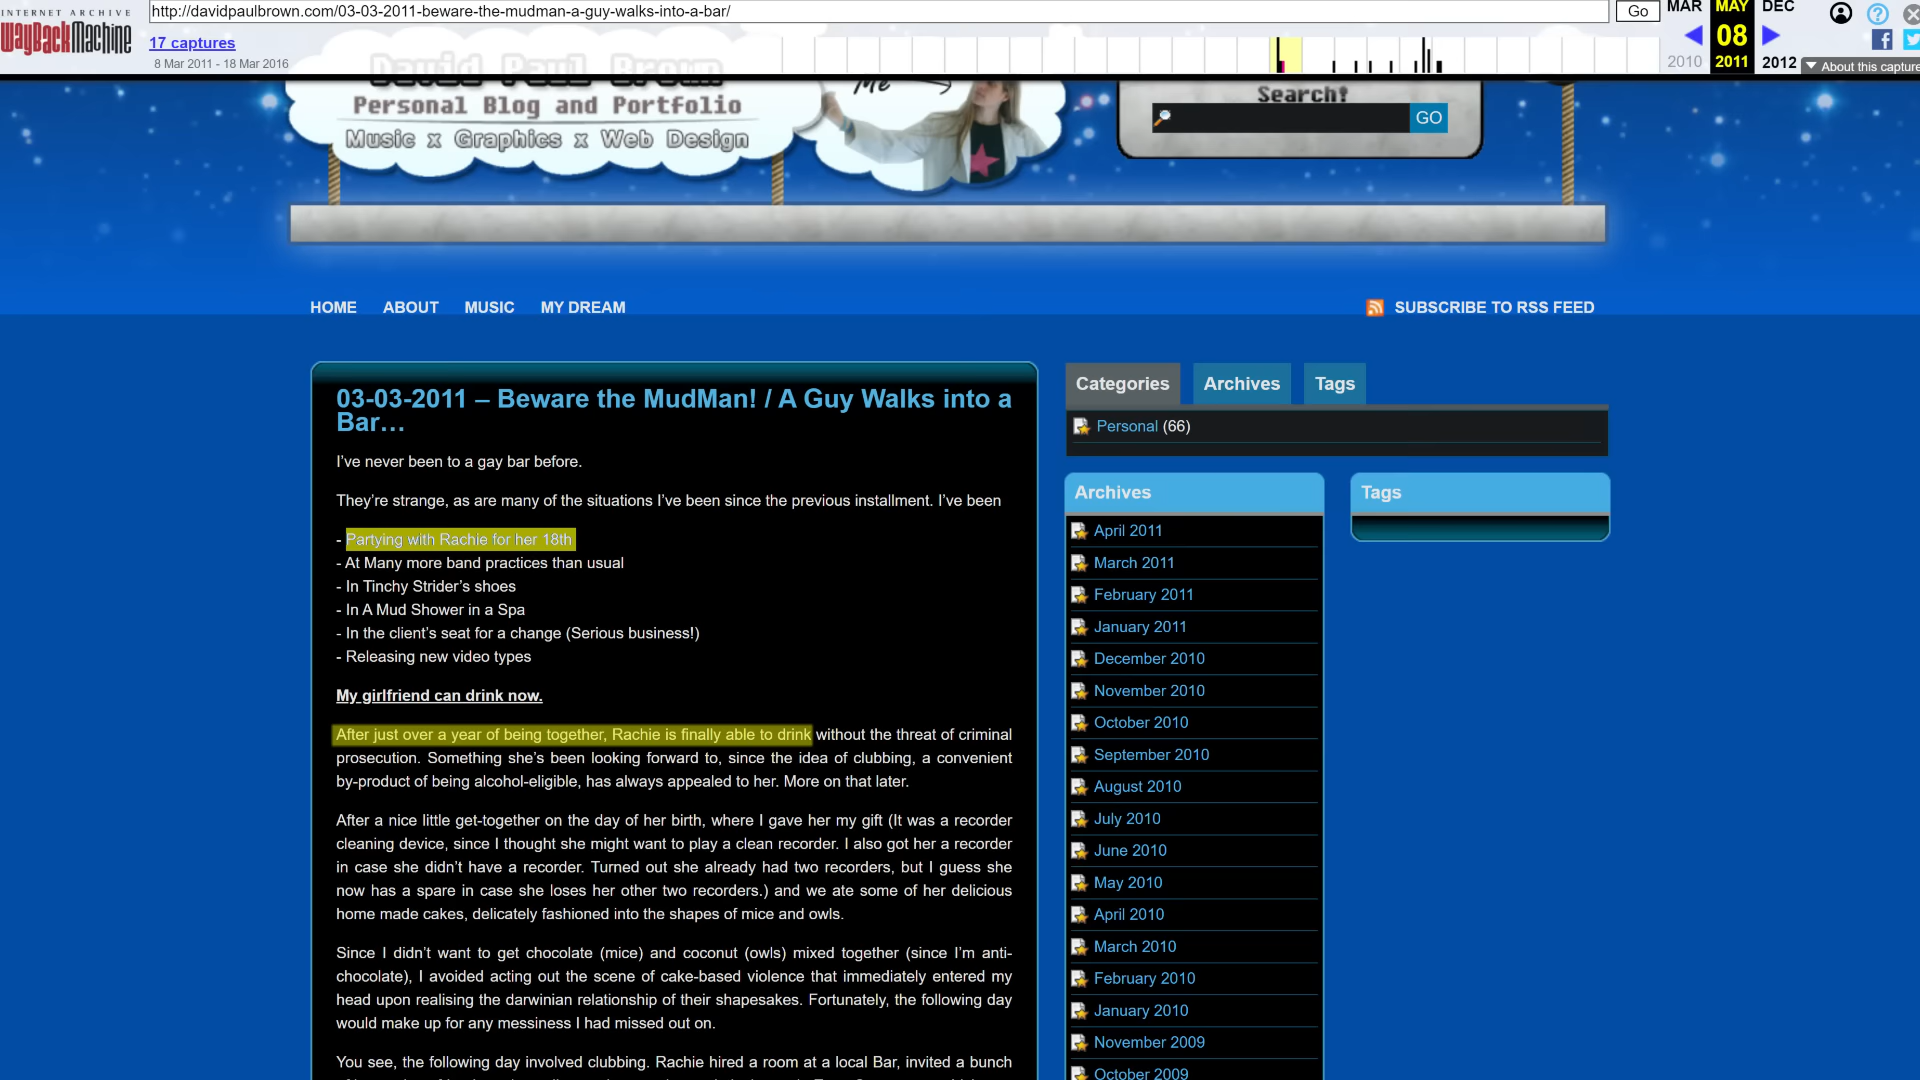 INTERNET ARCHIVE
WayBackMachine
http://davidpaulbrown.com/03-03-2011-beware-the-mudman-a-guy-walks-into-a-bar/
Go
17 captures
8 Mar 2011 - 18 Mar 2016
MAR
MAY
DEC
08
2010
2011
2012
About this capture
David Paul Brown
Personal Blog and Portfolio
Music x Graphics x Web Design
Me
Search!
GO
HOME
ABOUT
MUSIC
MY DREAM
SUBSCRIBE TO RSS FEED
03-03-2011 – Beware the MudMan! / A Guy Walks into a
Bar…
I've never been to a gay bar before.
They're strange, as are many of the situations I've been since the previous installment. I've been
- Partying with Rachie for her 18th
- At Many more band practices than usual
- In Tinchy Strider's shoes
- In A Mud Shower in a Spa
- In the client's seat for a change (Serious business!)
- Releasing new video types
My girlfriend can drink now.
After just over a year of being together, Rachie is finally able to drink without the threat of criminal
prosecution. Something she's been looking forward to, since the idea of clubbing, a convenient
by-product of being alcohol-eligible, has always appealed to her. More on that later.
After a nice little get-together on the day of her birth, where I gave her my gift (It was a recorder
cleaning device, since I thought she might want to play a clean recorder. I also got her a recorder
in case she didn't have a recorder. Turned out she already had two recorders, but I guess she
now has a spare in case she loses her other two recorders.) and we ate some of her delicious
home made cakes, delicately fashioned into the shapes of mice and owls.
Since I didn't want to get chocolate (mice) and coconut (owls) mixed together (since I'm anti-
chocolate), I avoided acting out the scene of cake-based violence that immediately entered my
head upon realising the darwinian relationship of their shapesakes. Fortunately, the following day
would make up for any messiness I had missed out on.
You see, the following day involved clubbing. Rachie hired a room at a local Bar, invited a bunch
Categories
Archives
Tags
Personal (66)
Archives
April 2011
March 2011
February 2011
January 2011
December 2010
November 2010
October 2010
September 2010
August 2010
July 2010
June 2010
May 2010
April 2010
March 2010
February 2010
January 2010
November 2009
October 2009
Tags